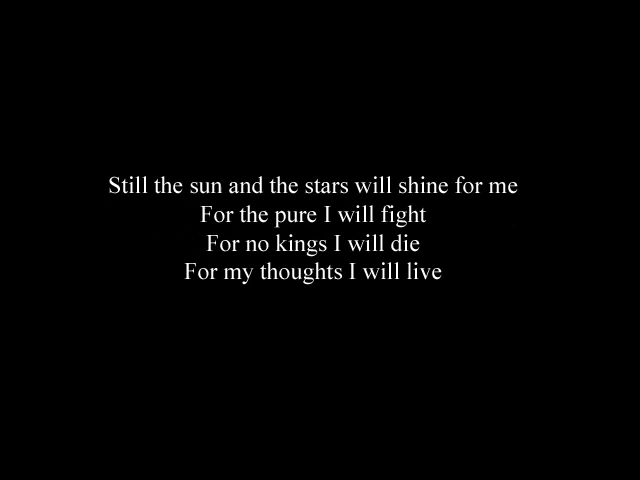 Still the sun and the stars will shine for me
For the pure I will fight
For no kings I will die
For my thoughts I will live